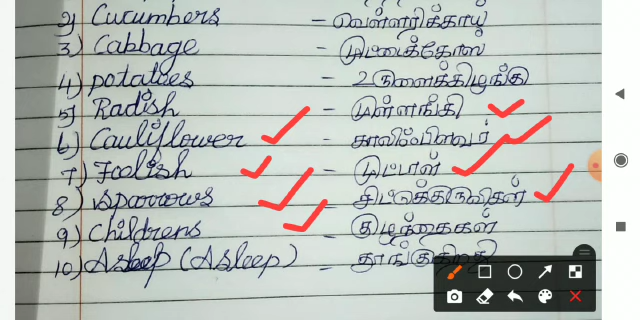 2) Cucumbers - வெள்ளரிக்காய்
3) Cabbage - முட்டைக்கோஸ்
4) potatoes - உருளைக்கிழங்கு
5) Radish - முள்ளங்கி
6) Cauliflower - காலிஃபிளவர்
7) Foolish - முட்டாள்
8) sparrows - சிட்டுக்குருவிகள்
9) Childrens - குழந்தைகள்
10) (Asleep) - தூங்குகிறது